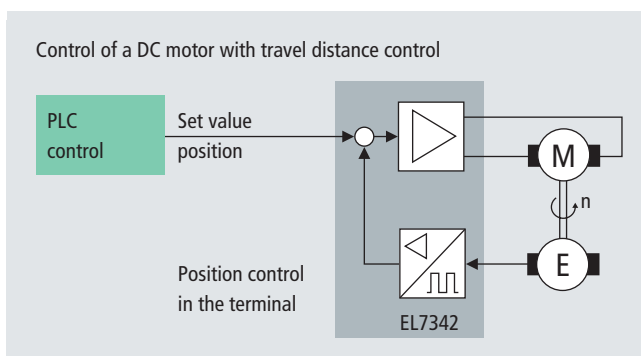 Control of a DC motor with travel distance control
PLC
control
Set value
position
M
n
E
Position control
in the terminal
EL7342